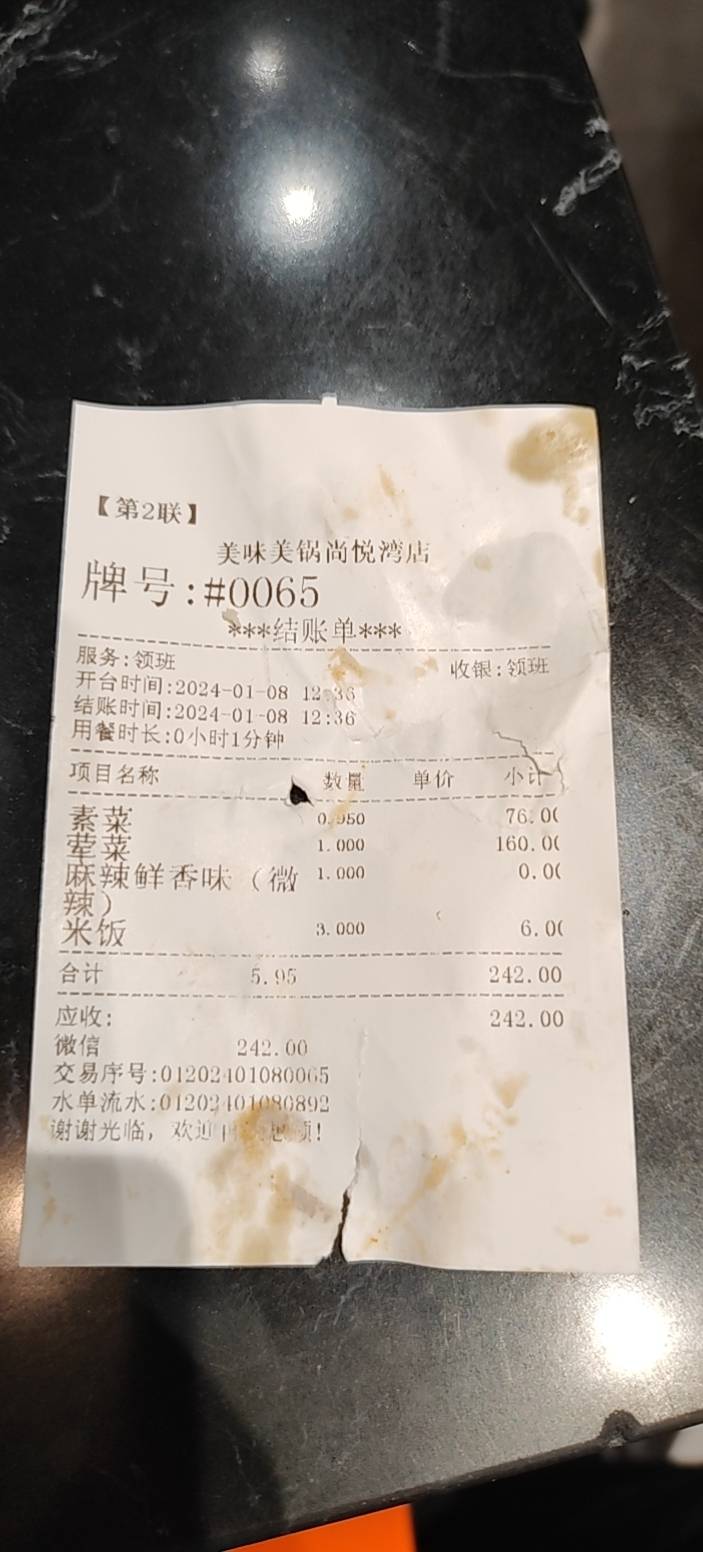 【第2联】
美味美锅尚悦湾店
牌号:#0065
***结账单***
服务:领班 收银:领班
开台时间:2024-01-08 12:36
结账时间:2024-01-08 12:36
用餐时长:0小时1分钟
项目名称 数量 单价 小计
素菜 0.950 76.00
荤菜 1.000 160.00
麻辣鲜香味（微 1.000 0.00
辣）
米饭 3.000 6.00
合计 5.95 242.00
应收: 242.00
微信 242.00
交易序号:01202401080065
水单流水:01202401080892
谢谢光临, 欢迎